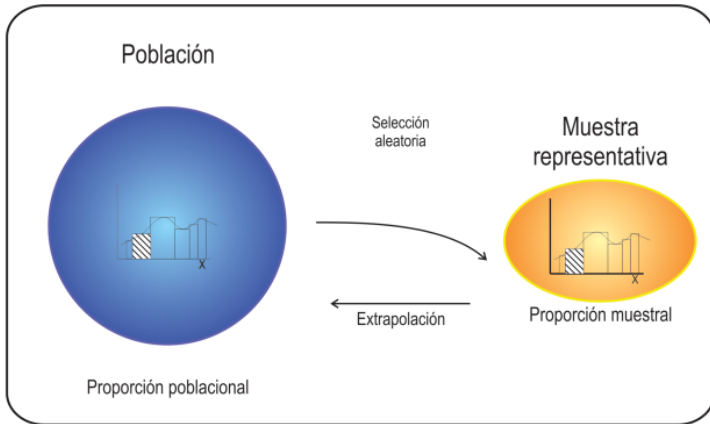 Población
Selección
aleatoria
Muestra
representativa
X
X
Extrapolación
Proporción muestral
Proporción poblacional